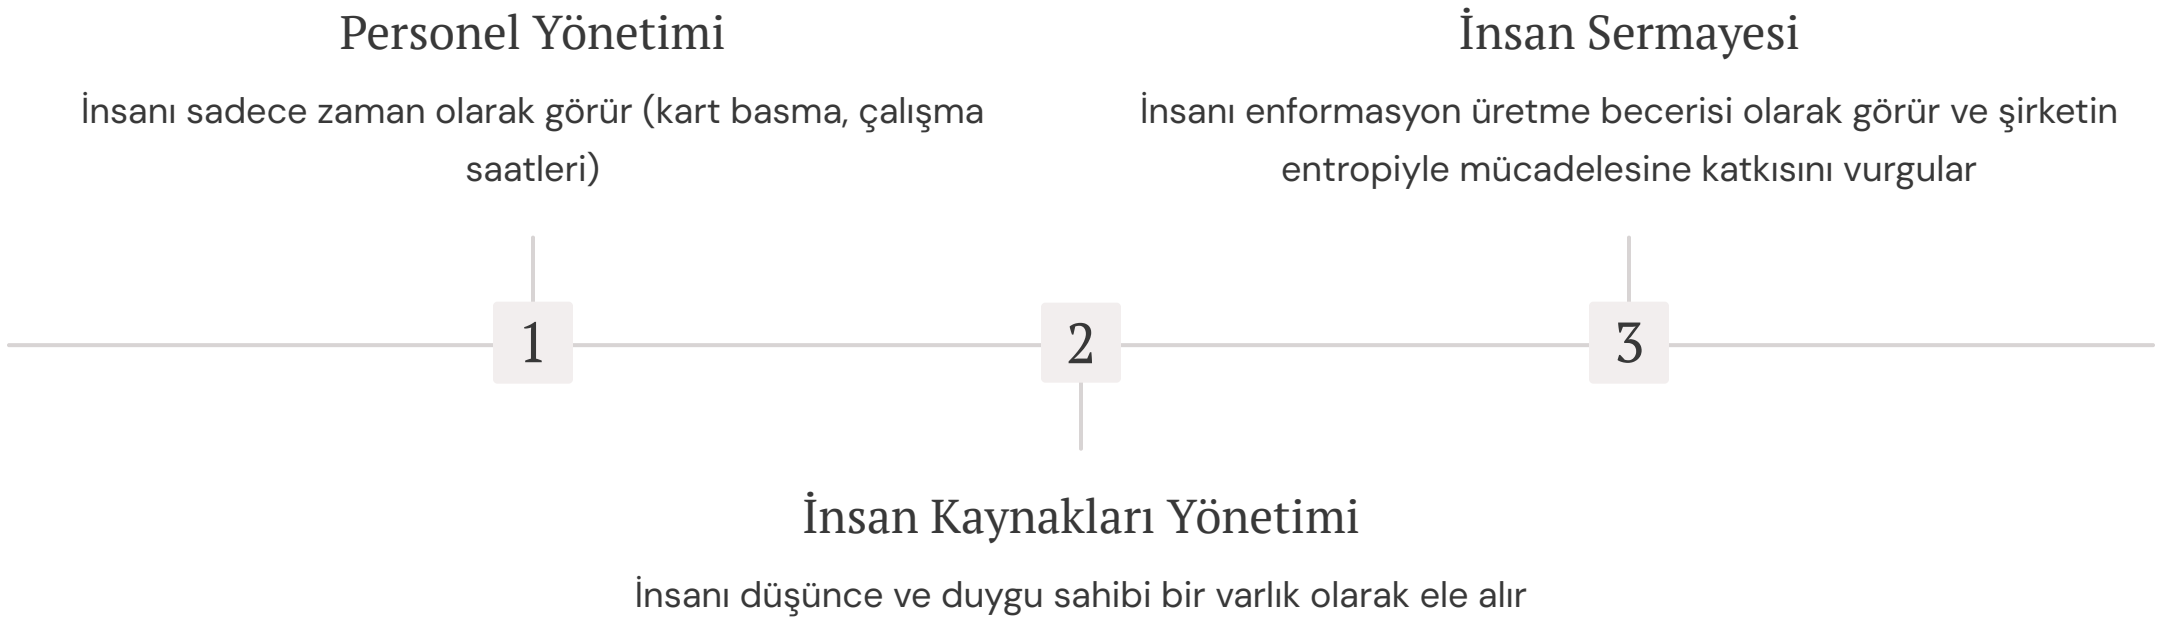 Personel Yönetimi
İnsanı sadece zaman olarak görür (kart basma, çalışma
saatleri)
İnsan Sermayesi
İnsanı enformasyon üretme becerisi olarak görür ve şirketin
entropiyle mücadelesine katkısını vurgular
1
2
3
İnsan Kaynakları Yönetimi
İnsanı düşünce ve duygu sahibi bir varlık olarak ele alır